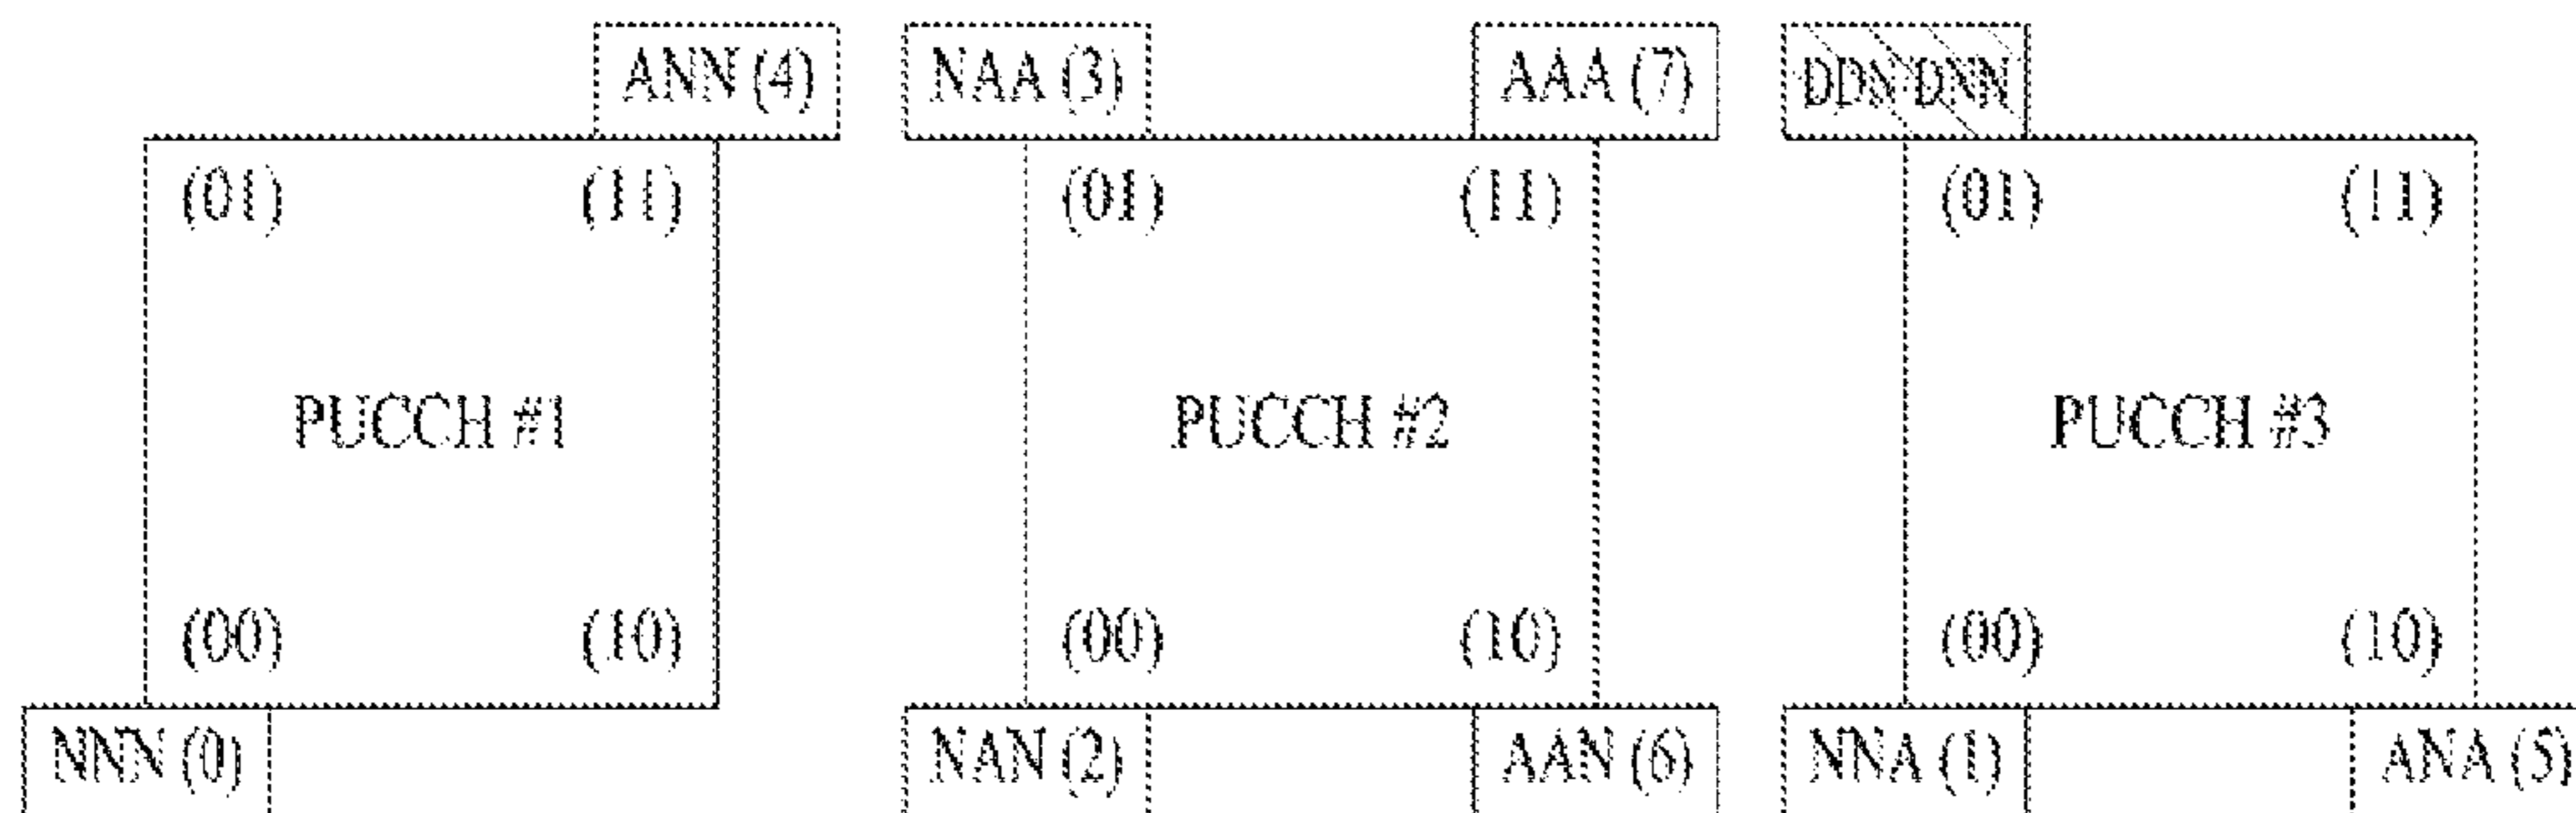 ANN (4) NAA (3) AAA (7) DDN DNN
(01) (11) (01) (11) (01) (11)
PUCCH #1 PUCCH #2 PUCCH #3
(00) (10) (00) (10) (00) (10)
NNN (0) NAN (2) AAN (6) NNA (1) ANA (5)